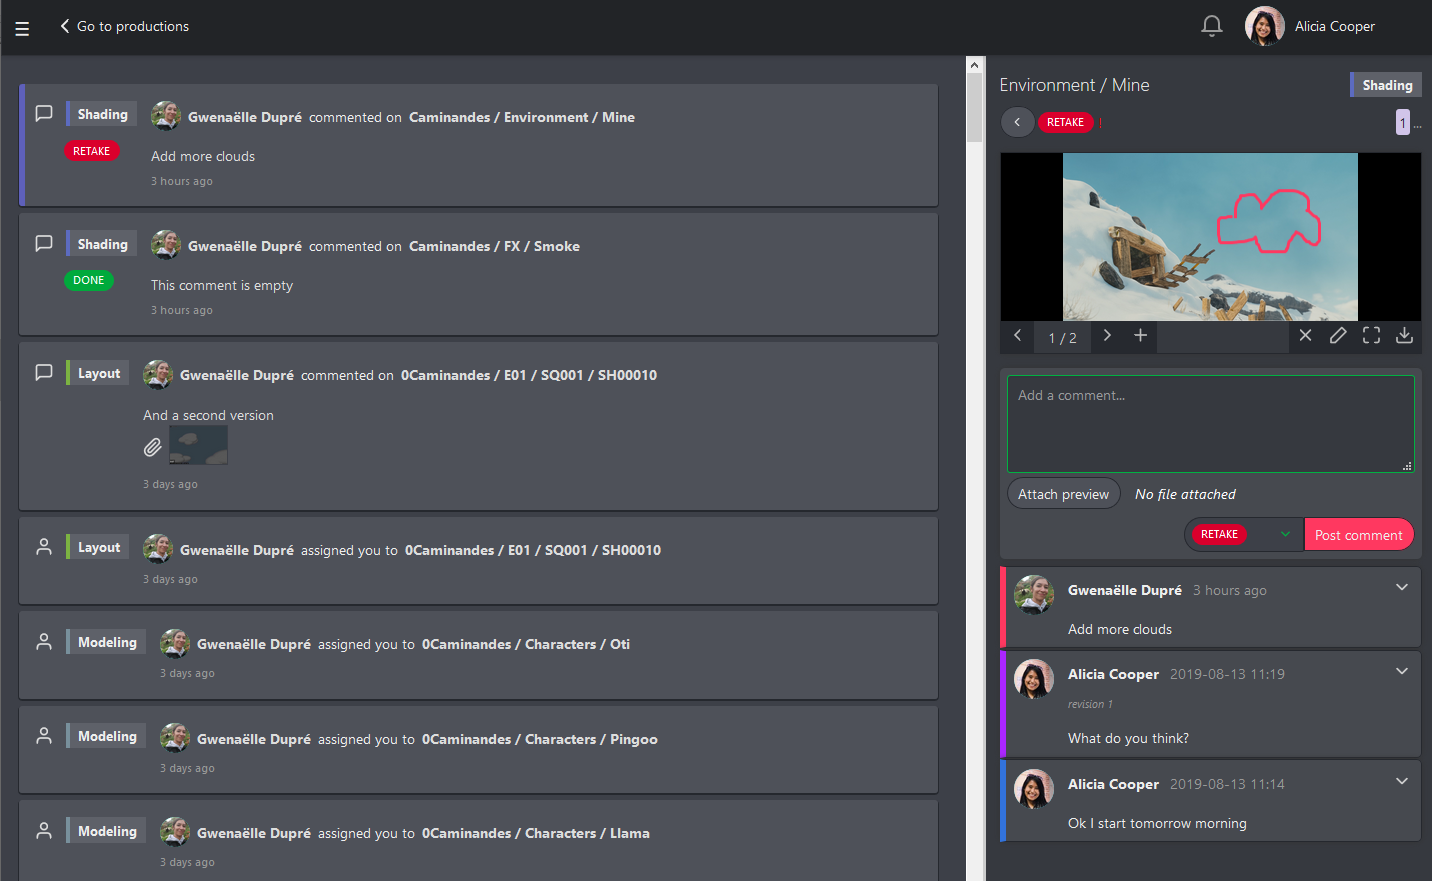 Go to productions
Alicia Cooper
Shading
Gwenaëlle Dupré commented on Caminandes / Environment / Mine
RETAKE
Add more clouds
3 hours ago
Shading
Gwenaëlle Dupré commented on Caminandes / FX / Smoke
DONE
This comment is empty
3 hours ago
Layout
Gwenaëlle Dupré commented on 0Caminandes / E01 / SQ001 / SH00010
And a second version
3 days ago
Layout
Gwenaëlle Dupré assigned you to 0Caminandes / E01 / SQ001 / SH00010
3 days ago
Modeling
Gwenaëlle Dupré assigned you to 0Caminandes / Characters / Oti
3 days ago
Modeling
Gwenaëlle Dupré assigned you to 0Caminandes / Characters / Pingoo
3 days ago
Modeling
Gwenaëlle Dupré assigned you to 0Caminandes / Characters / Llama
3 days ago
Environment / Mine
Shading
RETAKE
1 ...
1 / 2
Add a comment...
Attach preview No file attached
RETAKE
Post comment
Gwenaëlle Dupré 3 hours ago
Add more clouds
Alicia Cooper 2019-08-13 11:19
revision 1
What do you think?
Alicia Cooper 2019-08-13 11:14
Ok I start tomorrow morning